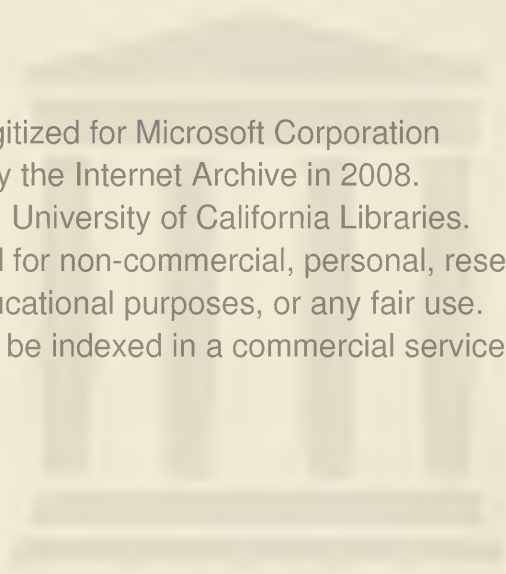 gitized for Microsoft Corporation
y the Internet Archive in 2008.
University of California Libraries.
l for non-commercial, personal, rese
ucational purposes, or any fair use.
be indexed in a commercial service